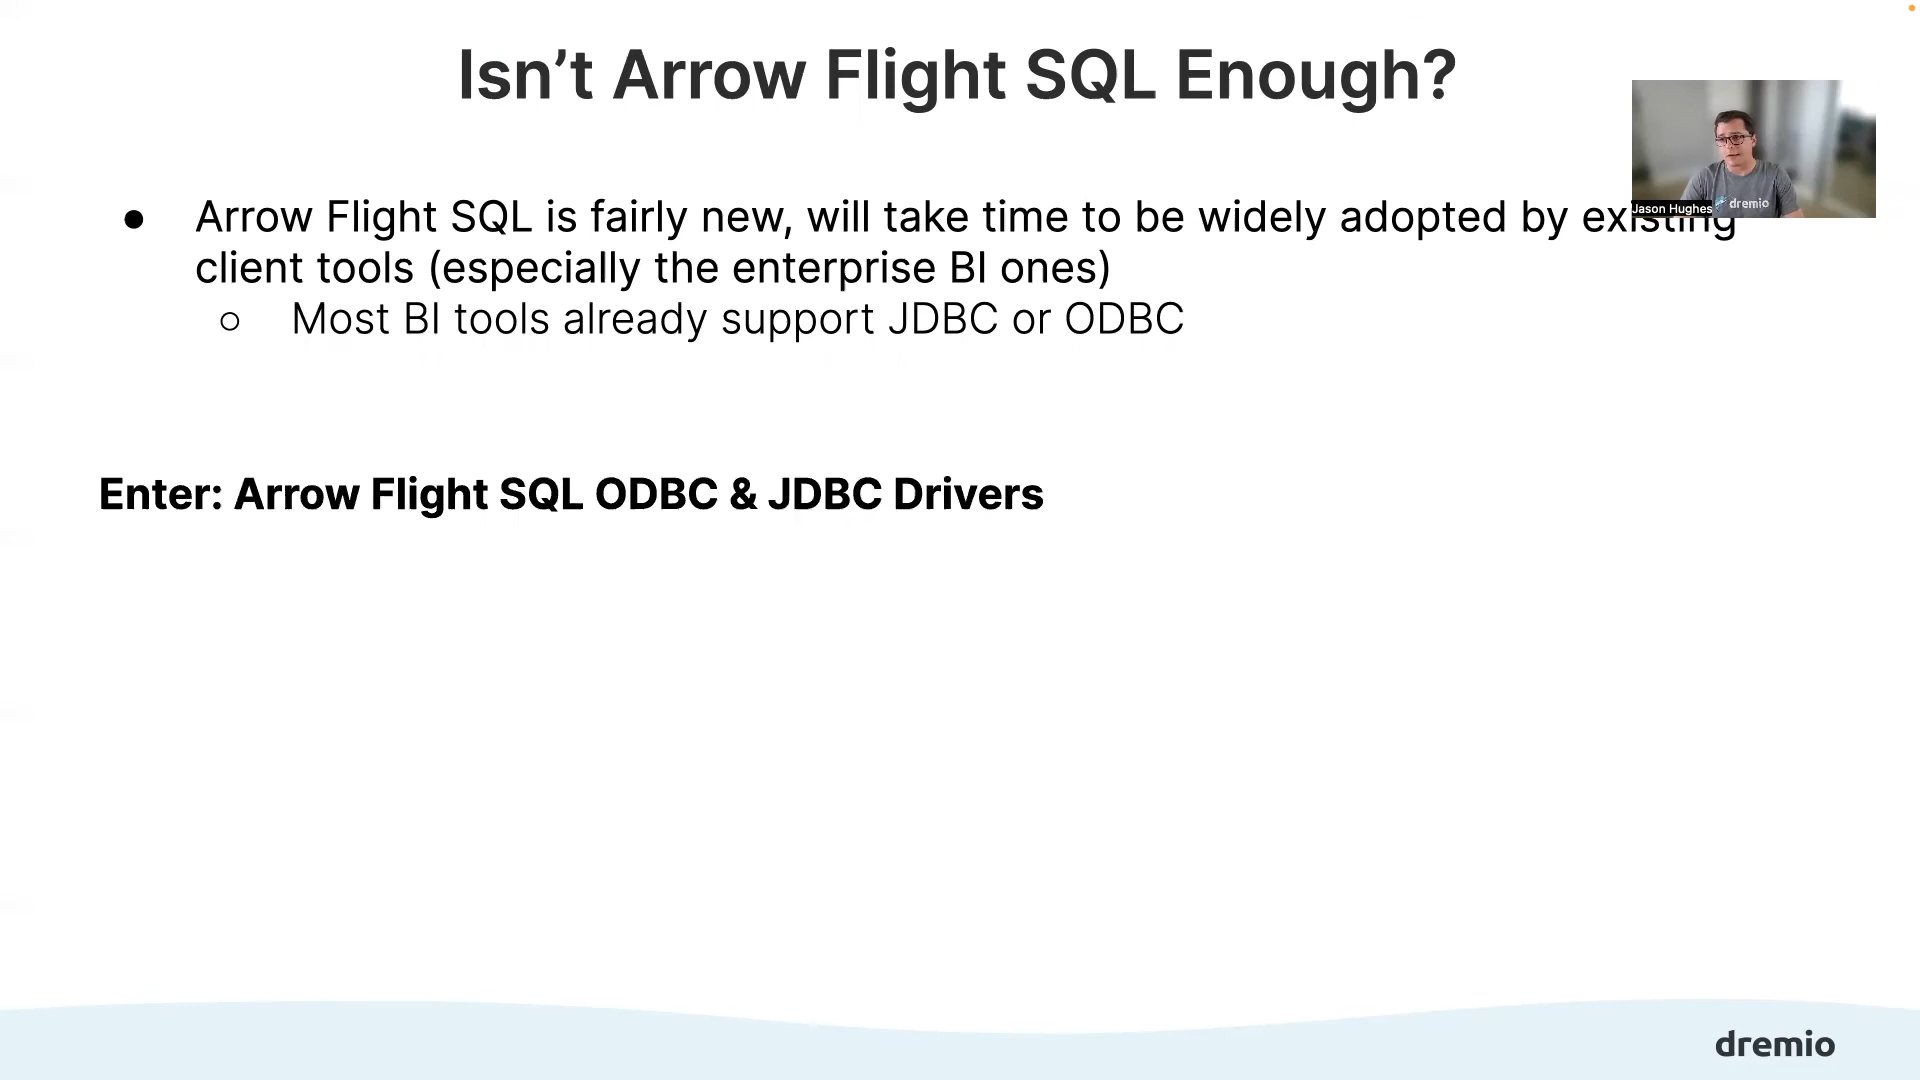 Isn’t Arrow Flight SQL Enough?
● Arrow Flight SQL is fairly new, will take time to be widely adopted by existing
client tools (especially the enterprise BI ones)
○ Most BI tools already support JDBC or ODBC
Enter: Arrow Flight SQL ODBC & JDBC Drivers
Jason Hughes
dremio
dremio